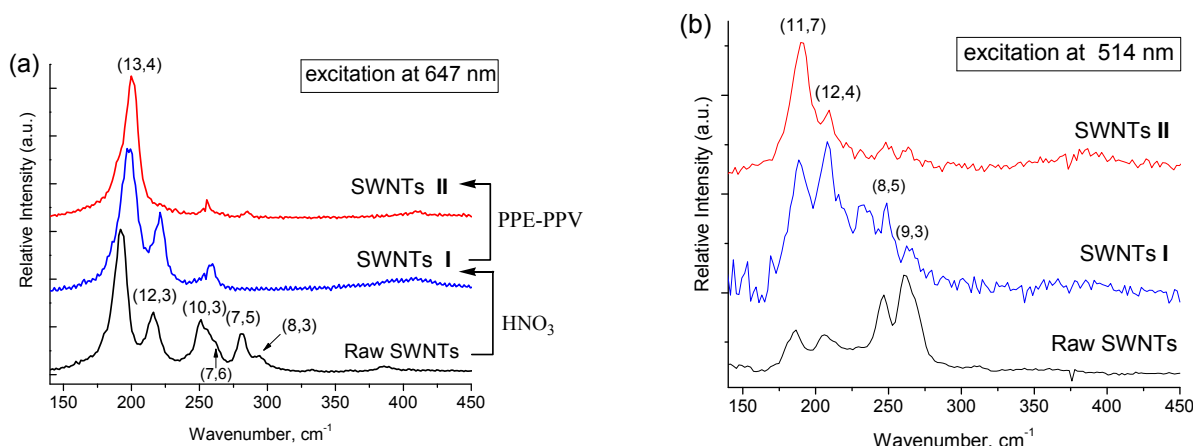 (a)
(13,4)
excitation at 647 nm
Relative Intensity (a.u.)
SWNTs II
PPE-PPV
SWNTs I
(12,3)
(10,3)
(7,5)
(8,3)
HNO3
Raw SWNTs
(7,6)
150 200 250 300 350 400 450
Wavenumber, cm-1
(b)
(11,7)
excitation at 514 nm
(12,4)
Relative Intensity (a.u.)
SWNTs II
(8,5)
(9,3)
SWNTs I
Raw SWNTs
150 200 250 300 350 400 450
Wavenumber, cm-1